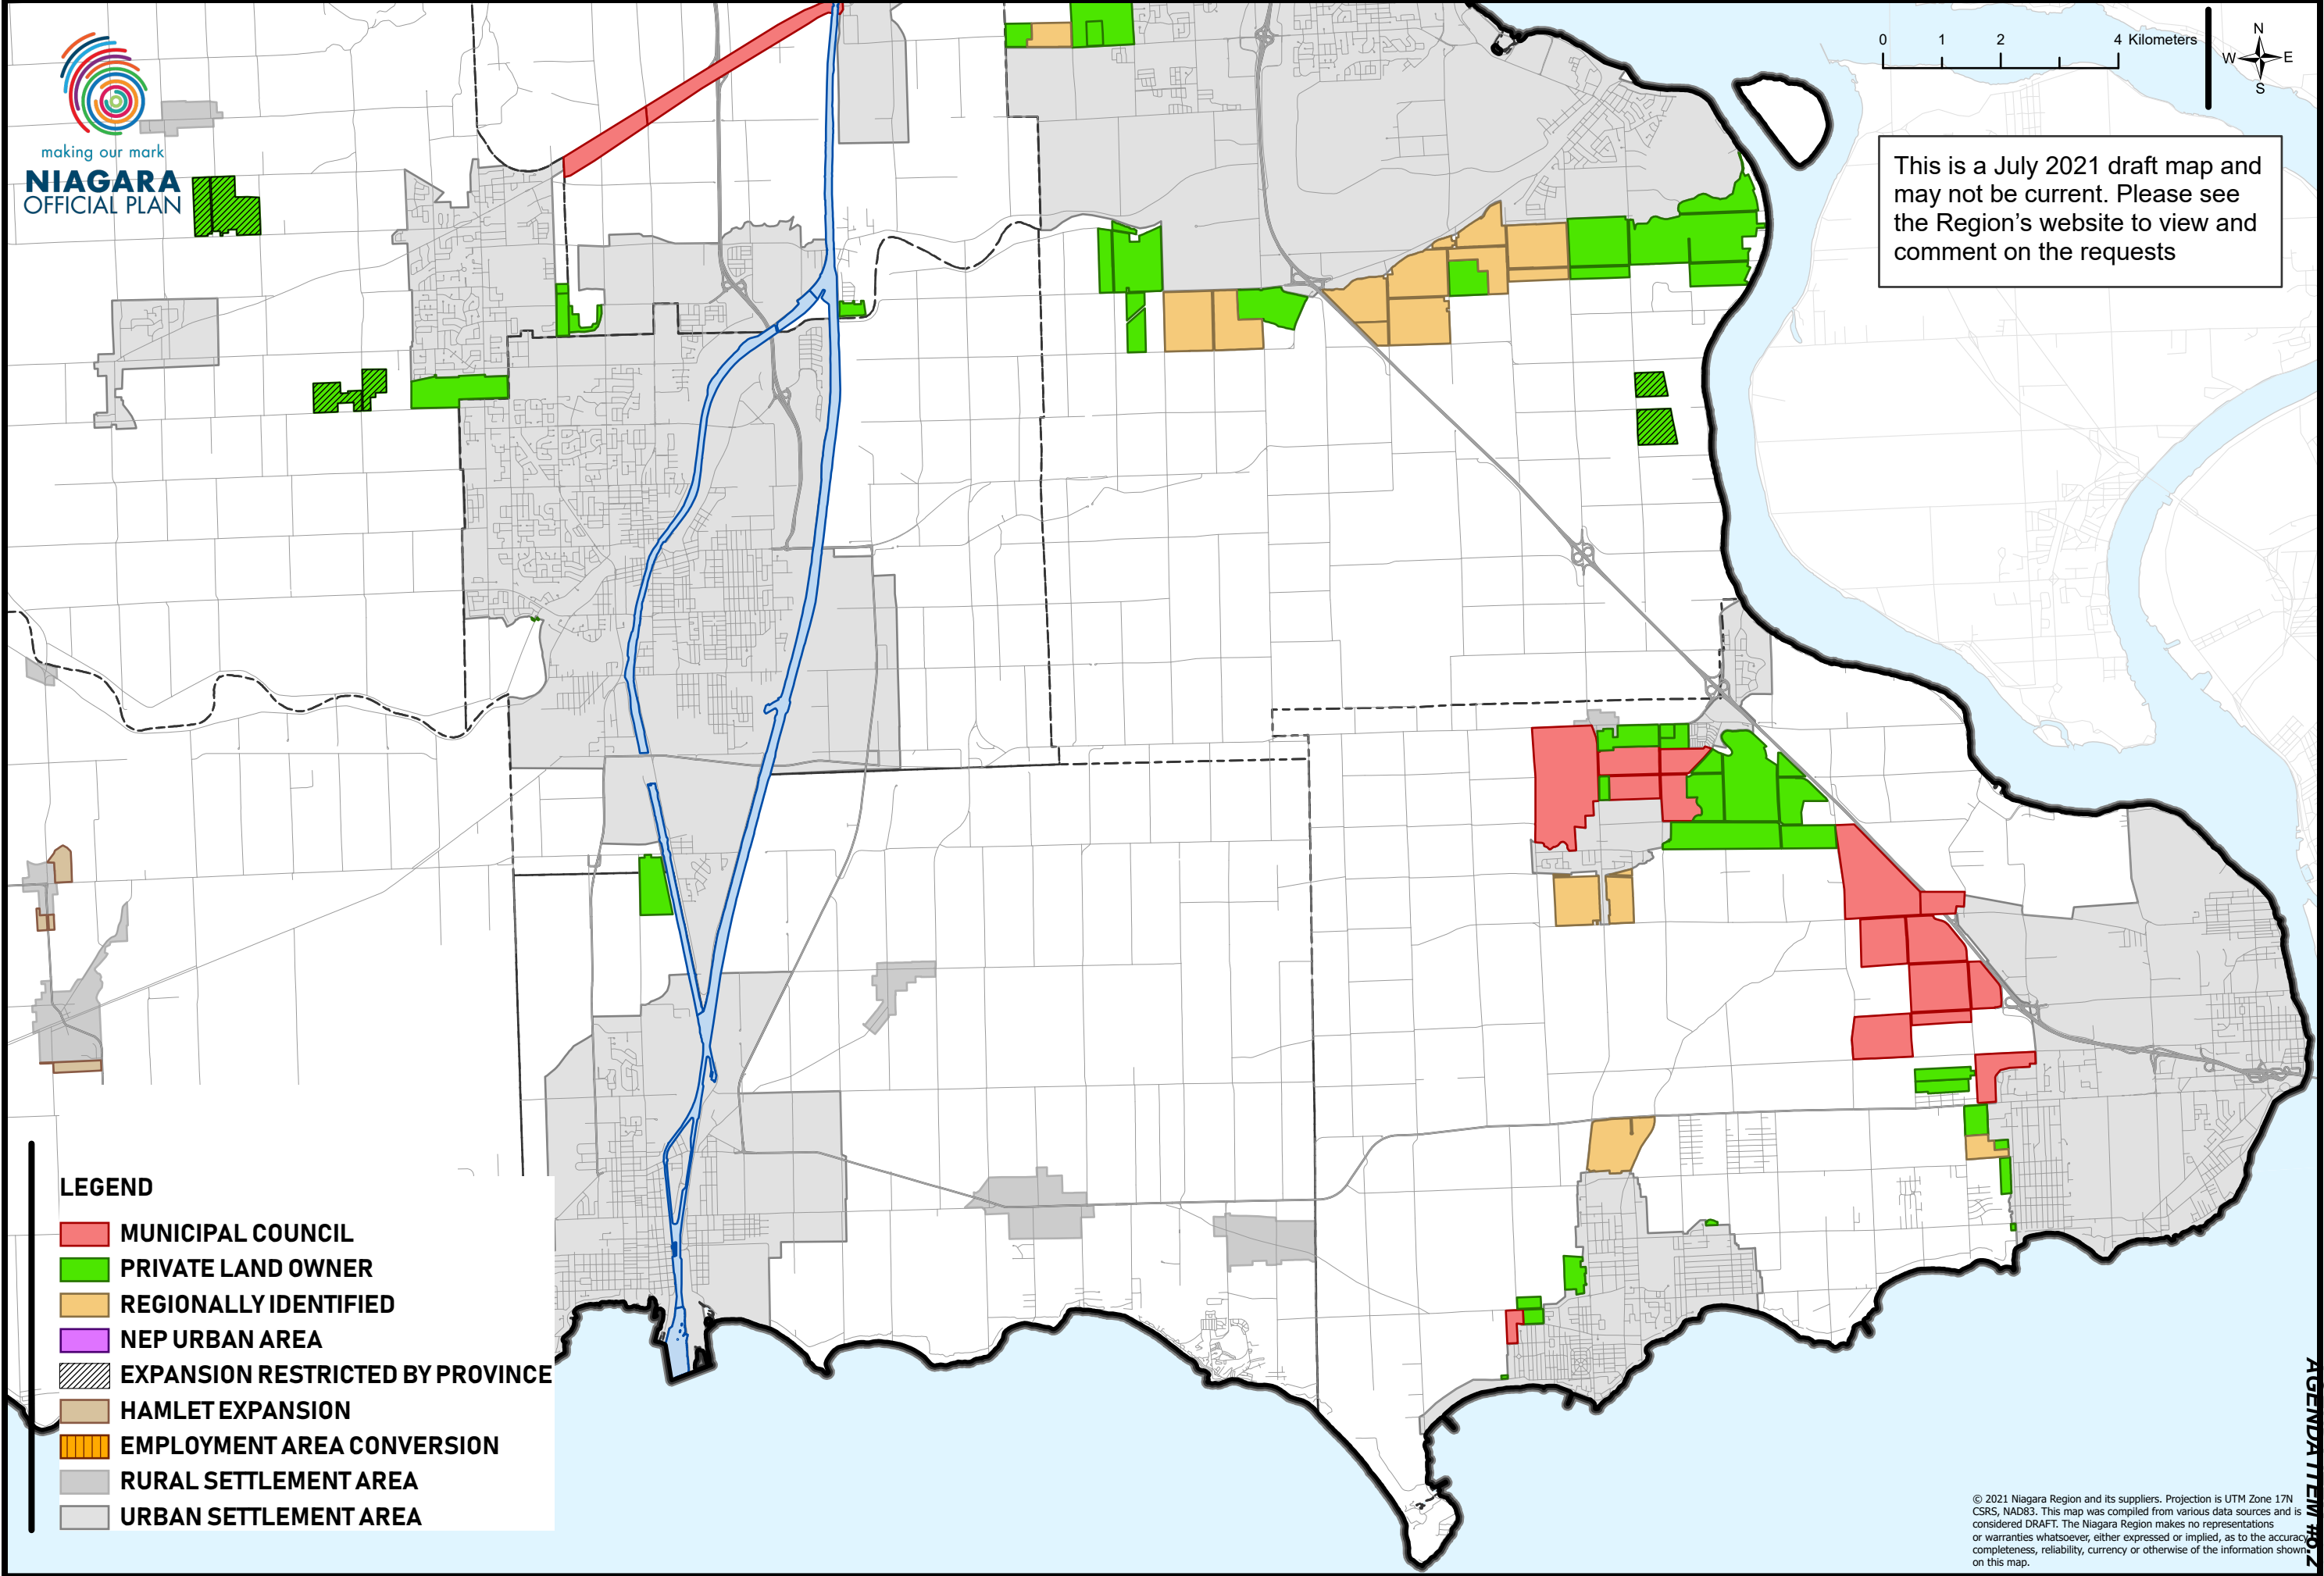 making our mark
NIAGARA
OFFICIAL PLAN
0 1 2 4 Kilometers
N
W E
S
This is a July 2021 draft map and
may not be current. Please see
the Region's website to view and
comment on the requests
LEGEND
MUNICIPAL COUNCIL
PRIVATE LAND OWNER
REGIONALLY IDENTIFIED
NEP URBAN AREA
EXPANSION RESTRICTED BY PROVINCE
HAMLET EXPANSION
EMPLOYMENT AREA CONVERSION
RURAL SETTLEMENT AREA
URBAN SETTLEMENT AREA
© 2021 Niagara Region and its suppliers. Projection is UTM Zone 17N
CSRS, NAD83. This map was compiled from various data sources and is
considered DRAFT. The Niagara Region makes no representations
or warranties whatsoever, either expressed or implied, as to the accuracy,
completeness, reliability, currency or otherwise of the information shown
on this map.
AGENDA ITEM